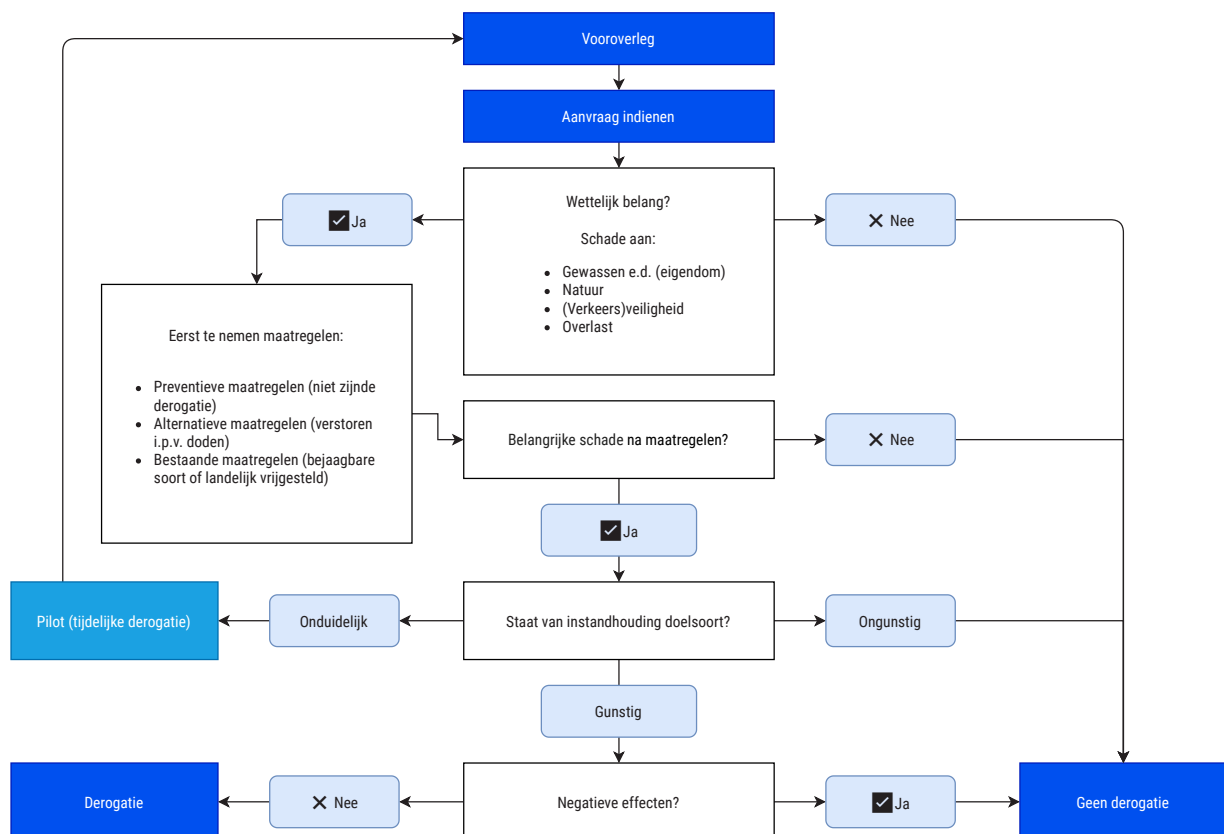 Vooroverleg
Aanvraag indienen
Wettelijk belang?
Schade aan:
• Gewassen e.d. (eigendom)
• Natuur
• (Verkeers)veiligheid
• Overlast
Ja
Nee
Eerst te nemen maatregelen:
• Preventieve maatregelen (niet zijnde
derogatie)
• Alternatieve maatregelen (verstoren
i.p.v. doden)
• Bestaande maatregelen (bejaagbare
soort of landelijk vrijgesteld)
Belangrijke schade na maatregelen?
Nee
Ja
Pilot (tijdelijke derogatie)
Onduidelijk
Staat van instandhouding doelsoort?
Ongunstig
Gunstig
Derogatie
Nee
Negatieve effecten?
Ja
Geen derogatie